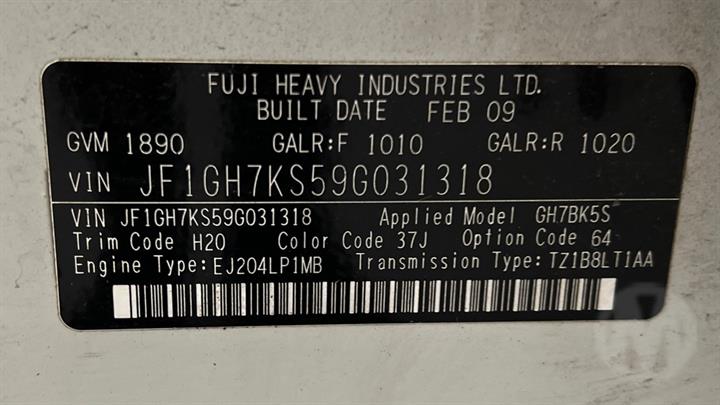 FUJI HEAVY INDUSTRIES LTD.
BUILT DATE FEB 09
GVM 1890 GALR:F 1010 GALR:R 1020
VIN JF1GH7KS59G031318
VIN JF1GH7KS59G031318 Applied Model GH7BK5S
Trim Code H20 Color Code 37J Option Code 64
Engine Type:EJ204LP1MB Transmission Type:TZ1B8LT1AA